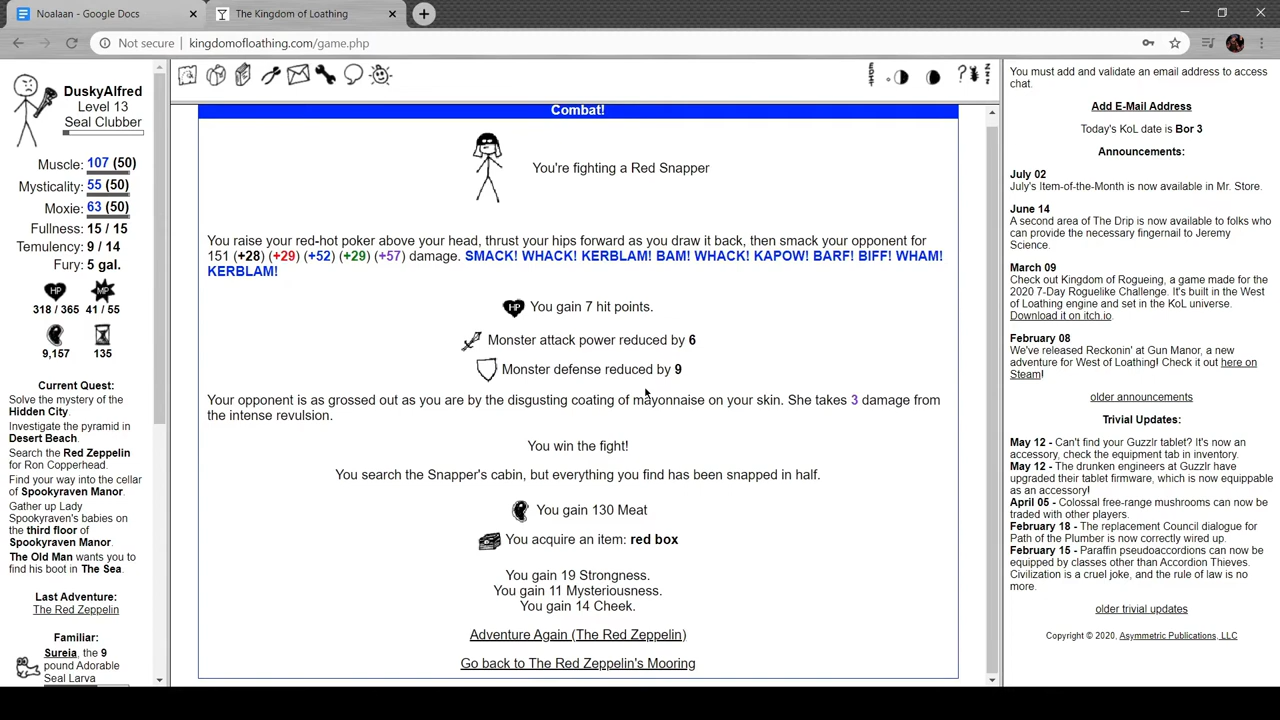 Noalaan - Google Docs
The Kingdom of Loathing
Not secure | kingdomofloathing.com/game.php
DuskyAlfred
Level 13
Seal Clubber
Muscle: 107 (50)
Mysticality: 55 (50)
Moxie: 63 (50)
Fullness: 15 / 15
Temulency: 9 / 14
Fury: 5 gal.
HP MP
318 / 365 41 / 55
9,157 135
Current Quest:
Solve the mystery of the
Hidden City.
Investigate the pyramid in
Desert Beach.
Search the Red Zeppelin
for Ron Copperhead.
Find your way into the cellar
of Spookyraven Manor.
Gather up Lady
Spookyraven's babies on
the third floor of
Spookyraven Manor.
The Old Man wants you to
find his boot in The Sea.
Last Adventure:
The Red Zeppelin
Familiar:
Sureia, the 9
pound Adorable
Seal Larva
Combat!
You're fighting a Red Snapper
You raise your red-hot poker above your head, thrust your hips forward as you draw it back, then smack your opponent for
151 (+28) (+29) (+52) (+29) (+57) damage. SMACK! WHACK! KERBLAM! BAM! WHACK! KAPOW! BARF! BIFF! WHAM!
KERBLAM!
HP You gain 7 hit points.
Monster attack power reduced by 6
Monster defense reduced by 9
Your opponent is as grossed out as you are by the disgusting coating of mayonnaise on your skin. She takes 3 damage from
the intense revulsion.
You win the fight!
You search the Snapper's cabin, but everything you find has been snapped in half.
You gain 130 Meat
You acquire an item: red box
You gain 19 Strongness.
You gain 11 Mysteriousness.
You gain 14 Cheek.
Adventure Again (The Red Zeppelin)
Go back to The Red Zeppelin's Mooring
You must add and validate an email address to access
chat.
Add E-Mail Address
Today's KoL date is Bor 3
Announcements:
July 02
July's Item-of-the-Month is now available in Mr. Store.
June 14
A second area of The Drip is now available to folks who
can provide the necessary fingernail to Jeremy
Science.
March 09
Check out Kingdom of Rogueing, a game made for the
2020 7-Day Roguelike Challenge. It's built in the West
of Loathing engine and set in the KoL universe.
Download it on itch.io.
February 08
We've released Reckonin' at Gun Manor, a new
adventure for West of Loathing! Check it out here on
Steam!
older announcements
Trivial Updates:
May 12 - Can't find your Guzzlr tablet? It's now an
accessory, check the equipment tab in inventory.
May 12 - The drunken engineers at Guzzlr have
upgraded their tablet firmware, which is now equippable
as an accessory!
April 05 - Colossal free-range mushrooms can now be
traded with other players.
February 18 - The replacement Council dialogue for
Path of the Plumber is now correctly wired up.
February 15 - Paraffin pseudoaccordions can now be
equipped by classes other than Accordion Thieves.
Civilization is a cruel joke, and the rule of law is no
more.
older trivial updates
Copyright © 2020, Asymmetric Publications, LLC